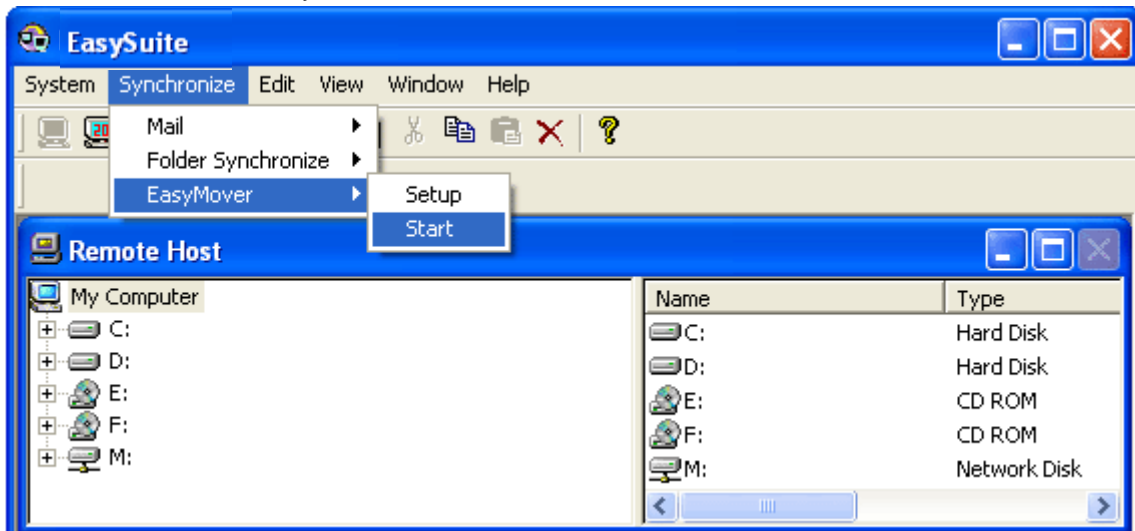 EasySuite
System Synchronize Edit View Window Help
Mail
Folder Synchronize
EasyMover
Setup
Start
Remote Host
My Computer
C:
D:
E:
F:
M:
Name Type
C: Hard Disk
D: Hard Disk
E: CD ROM
F: CD ROM
M: Network Disk